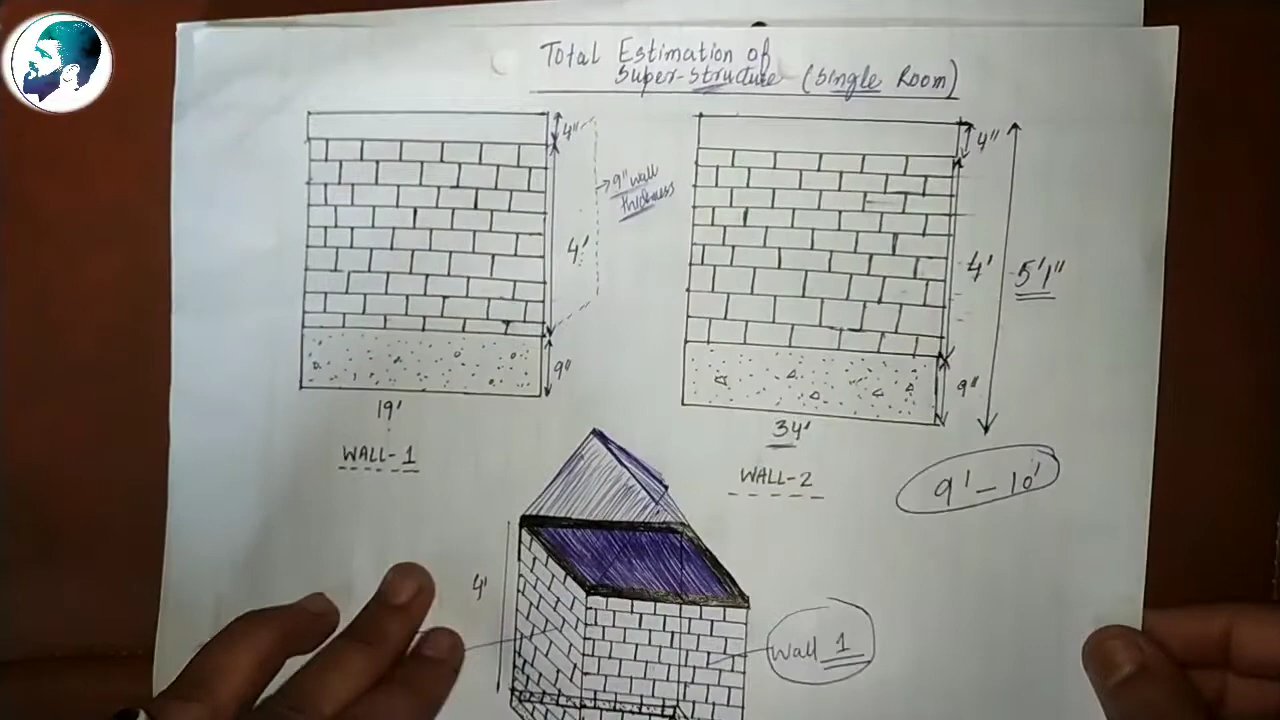 Total Estimation of
Super-Structure (Single Room)
4"
9" wall
thickness
4'
9"
19'
WALL-1
4"
4'
5'1"
9"
34'
WALL-2
9'-10'
4'
Wall 1